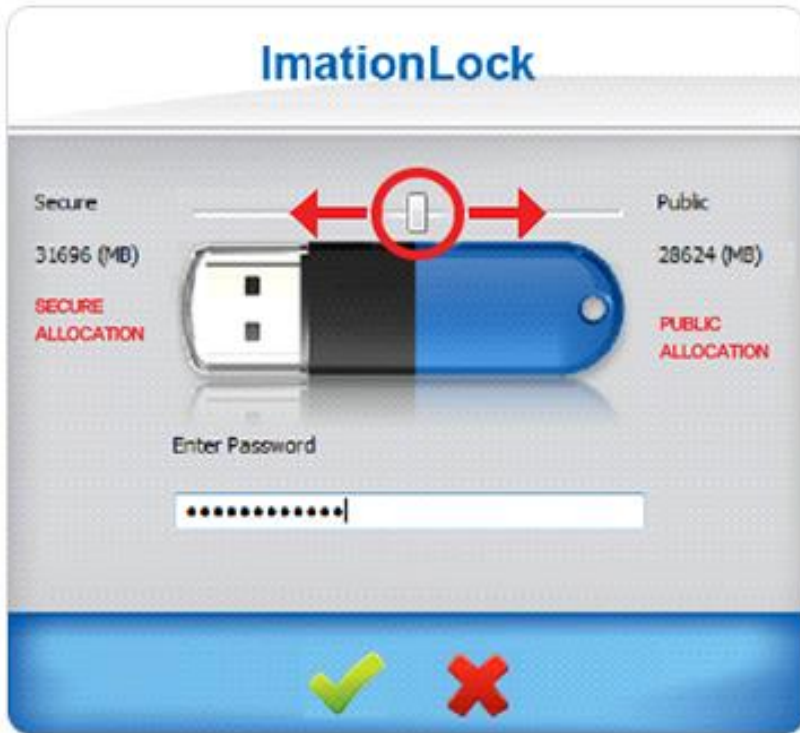 ImationLock
Secure
Public
31696 (MB)
28624 (MB)
SECURE
ALLOCATION
PUBLIC
ALLOCATION
Enter Password
••••••••••••